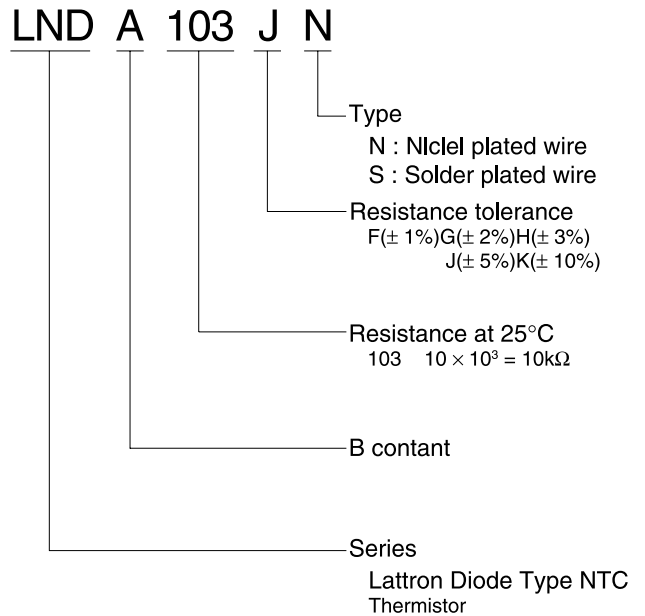 LND A 103 J N
Type
N : NIclel plated wire
S : Solder plated wire
Resistance tolerance
F(± 1%)G(± 2%)H(± 3%)
J(± 5%)K(± 10%)
Resistance at 25°C
103 10 × 10³ = 10kΩ
B contant
Series
Lattron Diode Type NTC
Thermistor